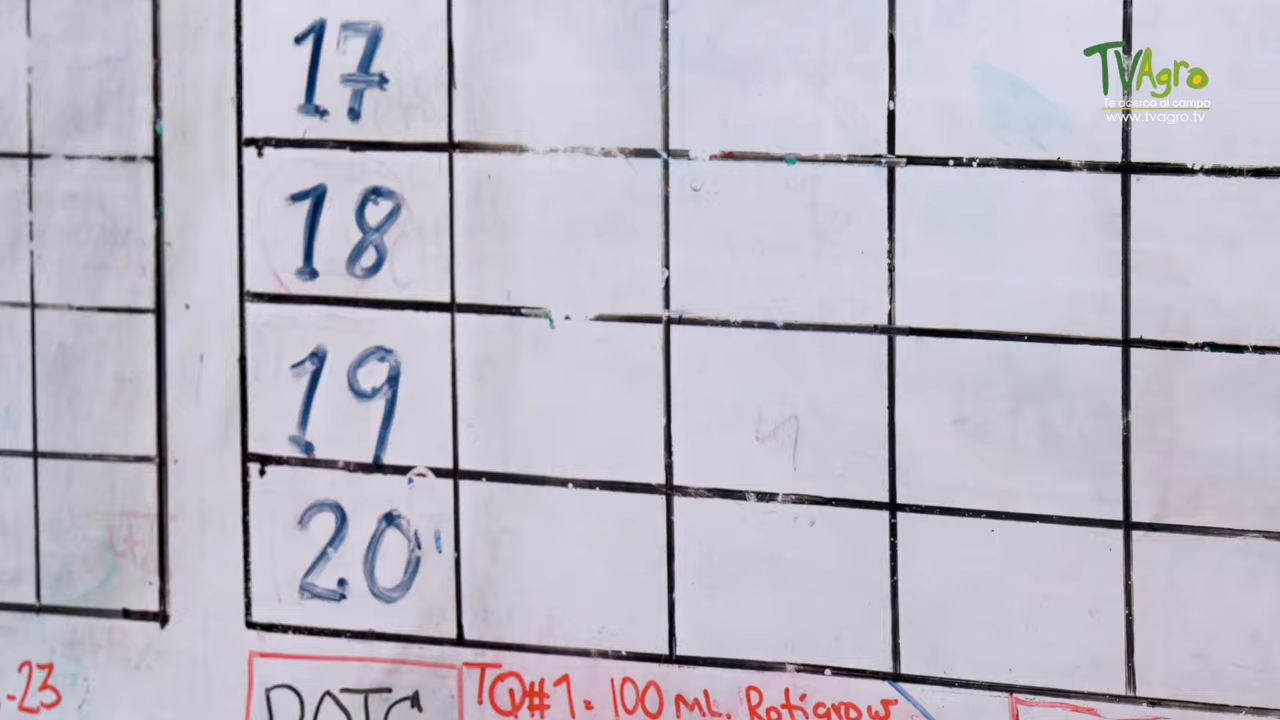 TVAgro
Te acerca al campo
www.tvagro.tv
17
18
19
20
-23
TQ#1= 100 ML. Rotigrow